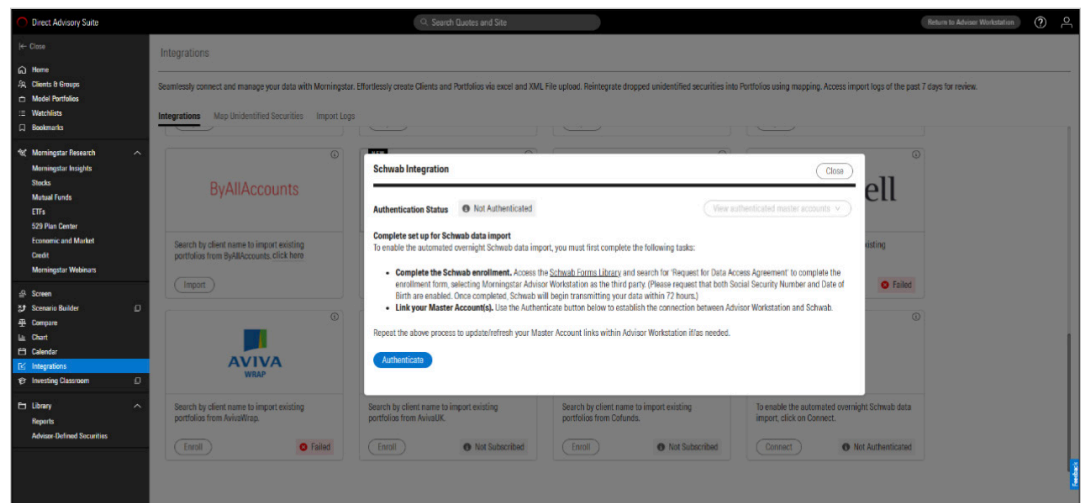 Direct Advisory Suite
Search Quotes and Site
Return to Advisor Workstation
Close
Home
Clients & Groups
Model Portfolios
Watchlists
Bookmarks
Morningstar Research
Morningstar Insights
Stocks
Mutual Funds
ETFs
529 Plan Center
Economic and Market
Credit
Morningstar Webinars
Screen
Scenario Builder
Compare
Chart
Calendar
Integrations
Investing Classroom
Library
Reports
Advisor-Defined Securities
Integrations
Seamlessly connect and manage your data with Morningstar. Effortlessly create Clients and Portfolios via excel and XML File upload. Reintegrate dropped unidentified securities into Portfolios using mapping. Access import logs of the past 7 days for review.
Integrations Map Unidentified Securities Import Logs
ByAllAccounts
Search by client name to import existing
portfolios from ByAllAccounts. click here
Import
Schwab Integration
Close
Authentication Status Not Authenticated
View authenticated master accounts
Complete set up for Schwab data import
To enable the automated overnight Schwab data import, you must first complete the following tasks:
• Complete the Schwab enrollment. Access the Schwab Forms Library and search for 'Request for Data Access Agreement' to complete the
enrollment form, selecting Morningstar Advisor Workstation as the third party. (Please request that both Social Security Number and Date of
Birth are enabled. Once completed, Schwab will begin transmitting your data within 72 hours.)
• Link your Master Account(s). Use the Authenticate button below to establish the connection between Advisor Workstation and Schwab.
Repeat the above process to update/refresh your Master Account links within Advisor Workstation if/as needed.
Authenticate
ell
existing
Failed
AVIVA
WRAP
Search by client name to import existing
portfolios from AvivaWrap.
Enroll
Failed
Search by client name to import existing
portfolios from AvivaUK.
Enroll
Not Subscribed
Search by client name to import existing
portfolios from Cofunds.
Enroll
Not Subscribed
To enable the automated overnight Schwab data
import, click on Connect.
Connect
Not Authenticated
Feedback